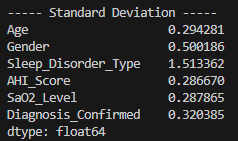 ----- Standard Deviation -----
Age                    0.294281
Gender                 0.500186
Sleep_Disorder_Type    1.513362
AHI_Score              0.286670
SaO2_Level             0.287865
Diagnosis_Confirmed    0.320385
dtype: float64